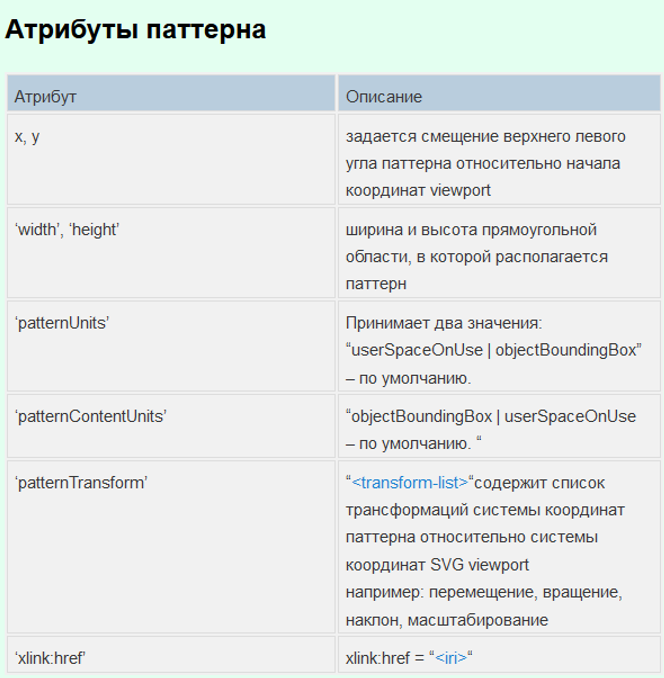 Атрибуты паттерна
Атрибут
Описание
x, y
задается смещение верхнего левого
угла паттерна относительно начала
координат viewport
‘width’, ‘height’
ширина и высота прямоугольной
области, в которой располагается
паттерн
‘patternUnits’
Принимает два значения:
“userSpaceOnUse | objectBoundingBox”
– по умолчанию.
‘patternContentUnits’
“objectBoundingBox | userSpaceOnUse
– по умолчанию. “
‘patternTransform’
“<transform-list>“содержит список
трансформаций системы координат
паттерна относительно системы
координат SVG viewport
например: перемещение, вращение,
наклон, масштабирование
‘xlink:href’
xlink:href = “<iri>“